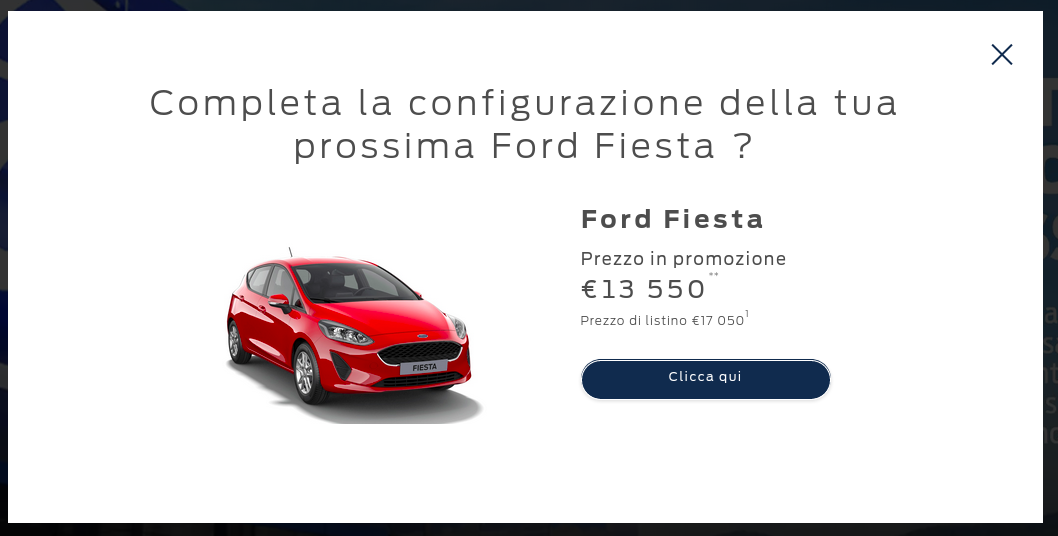 Completa la configurazione della tua
prossima Ford Fiesta ?
Ford Fiesta
Prezzo in promozione
€13 550**
Prezzo di listino €17 050¹
Clicca qui
FIESTA